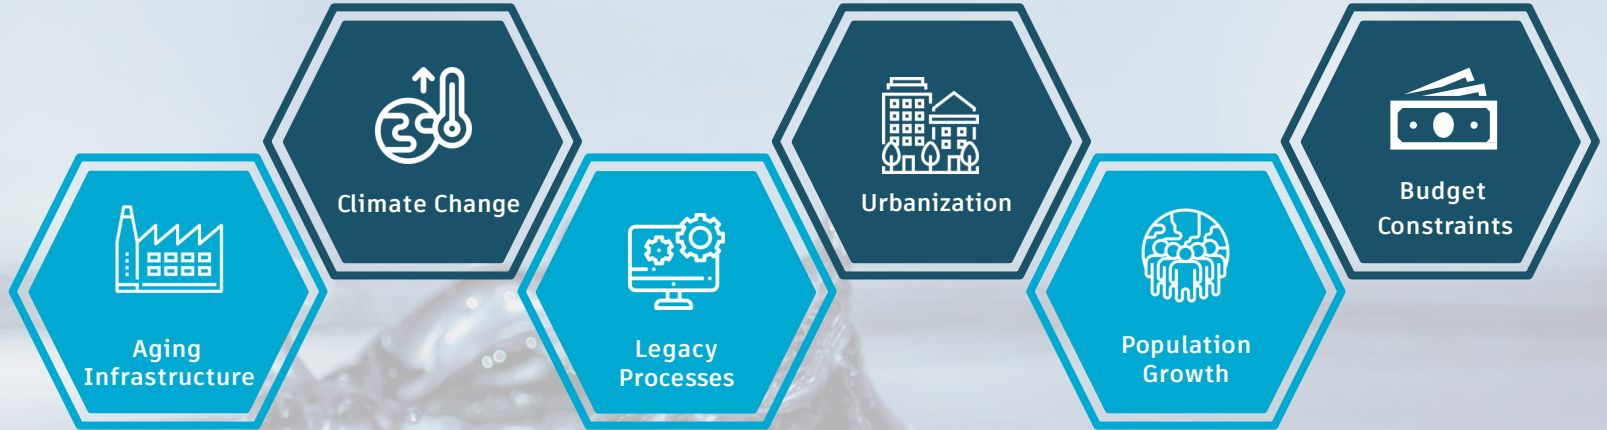 Aging
Infrastructure
Climate Change
Legacy
Processes
Urbanization
Population
Growth
Budget
Constraints